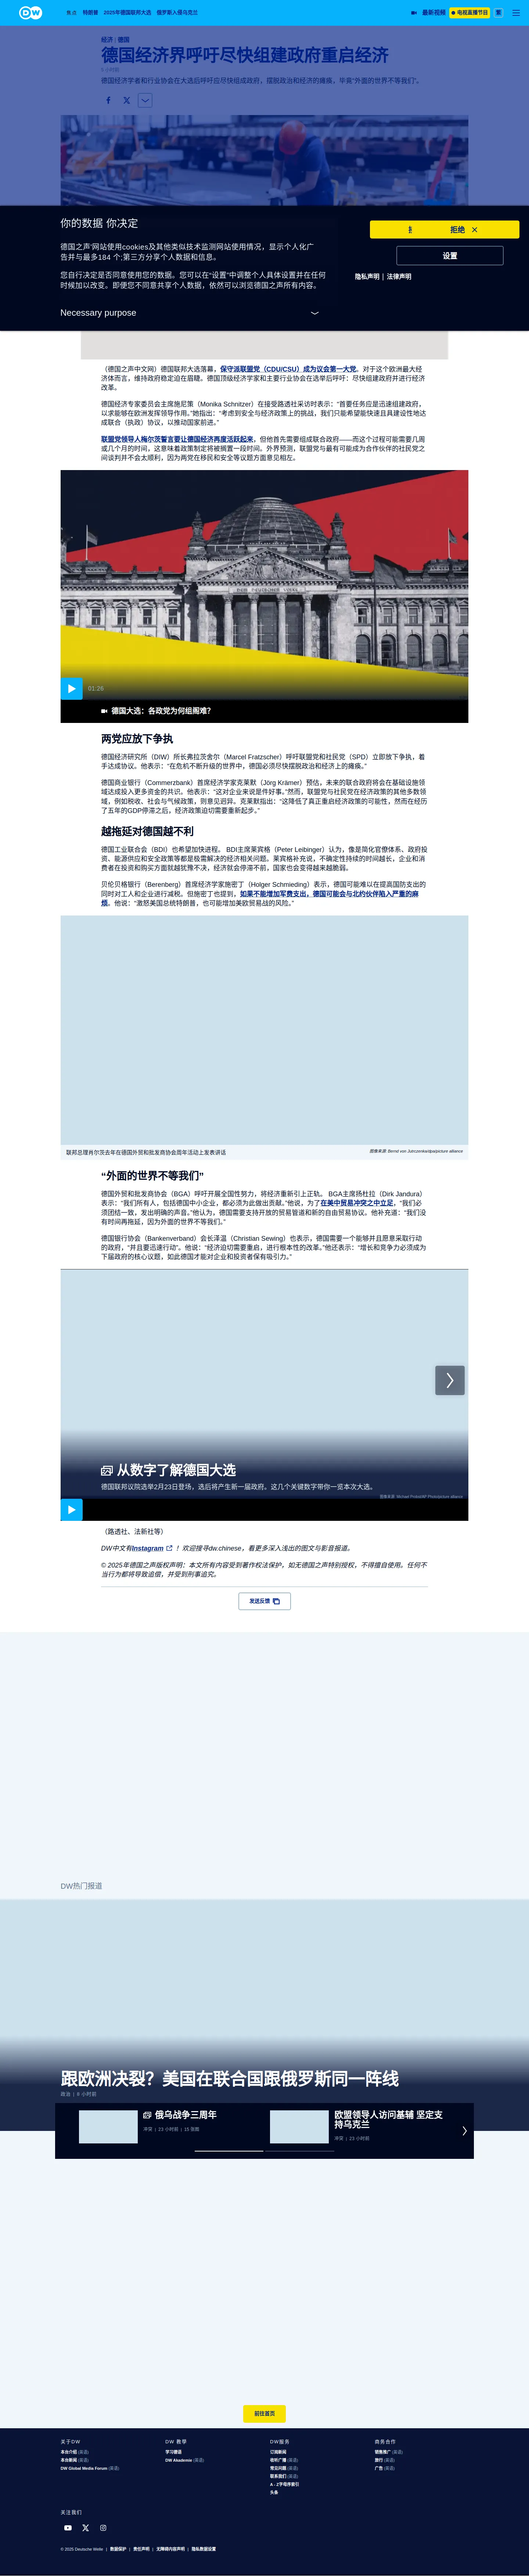 DW
焦点 特朗普 2025年德国联邦大选 俄罗斯入侵乌克兰
最新视频 电视直播节目 繁
经济 | 德国
德国经济界呼吁尽快组建政府重启经济
德国经济学者和行业协会在大选后呼吁应尽快组成政府，摆脱政治和经济的瘫痪，毕竟“外面的世界不等我们”。
你的数据 你决定
德国之声'网站使用cookies及其他类似技术监测网站使用情况，显示个人化广
告并与最多184 个;第三方分享个人数据和信息。
您自行决定是否同意使用您的数据。您可以在“设置”中调整个人具体设置并在任何
时候加以改变。即便您不同意共享个人数据，依然可以浏览德国之声所有内容。
Necessary purpose
拒绝
设置
隐私声明 | 法律声明
（德国之声中文网）德国联邦大选落幕，保守派联盟党（CDU/CSU）成为议会第一大党。对于这个欧洲最大经
济体而言，维持政府稳定迫在眉睫。德国顶级经济学家和主要行业协会在选举后呼吁：尽快组建政府并进行经济
改革。
德国经济专家委员会主席施尼策（Monika Schnitzer）在接受路透社采访时表示：“首要任务应是迅速组建政府，
以求能够在欧洲发挥领导作用。”她指出：“考虑到安全与经济政策上的挑战，我们只能希望能快速且具建设性地达
成联合（执政）协议，以推动国家前进。”
联盟党领导人梅尔茨誓言要让德国经济再度活跃起来，但他首先需要组成联合政府——而这个过程可能需要几周
或几个月的时间，这意味着政策制定将被搁置一段时间。外界预测，联盟党与最有可能成为合作伙伴的社民党之
间谈判并不会太顺利，因为两党在移民和安全等议题方面意见相左。
DEM DEUTSCHEN VOLKE
01:26
德国大选：各政党为何组阁难？
两党应放下争执
德国经济研究所（DIW）所长弗拉茨舍尔（Marcel Fratzscher）呼吁联盟党和社民党（SPD）立即放下争执，着
手达成协议。他表示：“在危机不断升级的世界中，德国必须尽快摆脱政治和经济上的瘫痪。”
德国商业银行（Commerzbank）首席经济学家克莱默（Jörg Krämer）预估，未来的联合政府将会在基础设施领
域达成投入更多资金的共识。他表示：“这对企业来说是件好事。”然而，联盟党与社民党在经济政策的其他多数领
域，例如税收、社会与气候政策，则意见迥异。克莱默指出：“这降低了真正重启经济政策的可能性，然而在经历
了五年的GDP停滞之后，经济政策迫切需要重新起步。”
越拖延对德国越不利
德国工业联合会（BDI）也希望加快进程。 BDI主席莱宾格（Peter Leibinger）认为，像是简化官僚体系、政府投
资、能源供应和安全政策等都是极需解决的经济相关问题。莱宾格补充说，不确定性持续的时间越长，企业和消
费者在投资和购买方面就越犹豫不决，经济就会停滞不前，国家也会变得越来越脆弱。
贝伦贝格银行（Berenberg）首席经济学家施密丁（Holger Schmieding）表示，德国可能难以在提高国防支出的
同时对工人和企业进行减税。但施密丁也提到，如果不能增加军费支出，德国可能会与北约伙伴陷入严重的麻
烦。他说：“激怒美国总统特朗普，也可能增加美欧贸易战的风险。”
联邦总理肖尔茨去年在德国外贸和批发商协会周年活动上发表讲话
图像来源: Bernd von Jutrczenka/dpa/picture alliance
“外面的世界不等我们”
德国外贸和批发商协会（BGA）呼吁开展全国性努力，将经济重新引上正轨。 BGA主席扬杜拉（Dirk Jandura）
表示：“我们所有人，包括德国中小企业，都必须为此做出贡献。”他说，为了在美中贸易冲突之中立足，“我们必
须团结一致，发出明确的声音。”他认为，德国需要支持开放的贸易管道和新的自由贸易协议。他补充道：“我们没
有时间再拖延，因为外面的世界不等我们。”
德国银行协会（Bankenverband）会长泽温（Christian Sewing）也表示，德国需要一个能够并且愿意采取行动
的政府，“并且要迅速行动”。他说：“经济迫切需要重启，进行根本性的改革。”他还表示：“增长和竞争力必须成为
下届政府的核心议题，如此德国才能对企业和投资者保有吸引力。”
从数字了解德国大选
德国联邦议院选举2月23日登场，选后将产生新一届政府。这几个关键数字带你一览本次大选。
（路透社、法新社等）
DW中文有Instagram ！欢迎搜寻dw.chinese，看更多深入浅出的图文与影音报道。
© 2025年德国之声版权声明：本文所有内容受到著作权法保护，如无德国之声特别授权，不得擅自使用。任何不
当行为都将导致追偿，并受到刑事追究。
发送反馈
DW热门报道
跟欧洲决裂？美国在联合国跟俄罗斯同一阵线
政治 | 9 小时前
俄乌战争三周年
冲突 | 23 小时前 | 15 张图
欧盟领导人访问基辅 坚定支
持乌克兰
冲突 | 23 小时前
前往首页
关于DW
本台介绍 (英语)
本台新闻 (英语)
DW Global Media Forum (英语)
DW 教學
学习德语
DW Akademie (英语)
DW服务
订阅新闻
收听广播 (英语)
常见问题 (英语)
联系我们 (英语)
A - Z字母序索引
头条
商务合作
销售推广 (英语)
旅行 (英语)
广告 (英语)
关注我们
© 2025 Deutsche Welle | 数据保护 | 责任声明 | 无障碍内容声明 | 隐私数据设置